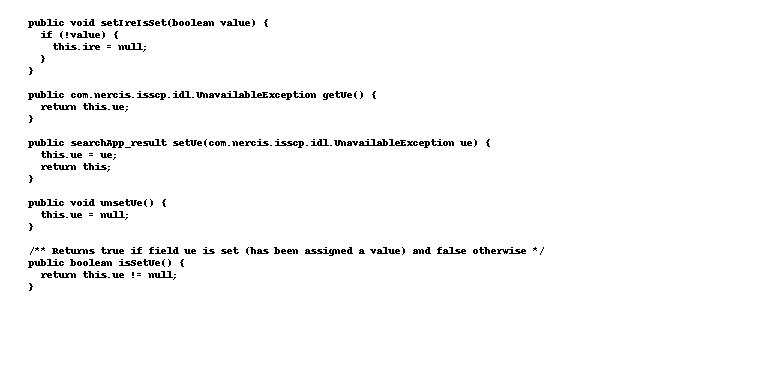 public void setIreIsSet(boolean value) {
if (!value) {
this.ire = null;
}
}
public com.nercis.isscp.idl.UnavailableException getUe() {
return this.ue;
}
public searchApp_result setUe(com.nercis.isscp.idl.UnavailableException ue) {
this.ue = ue;
return this;
}
public void unsetUe() {
this.ue = null;
}
/** Returns true if field ue is set (has been assigned a value) and false otherwise */
public boolean isSetUe() {
return this.ue != null;
}